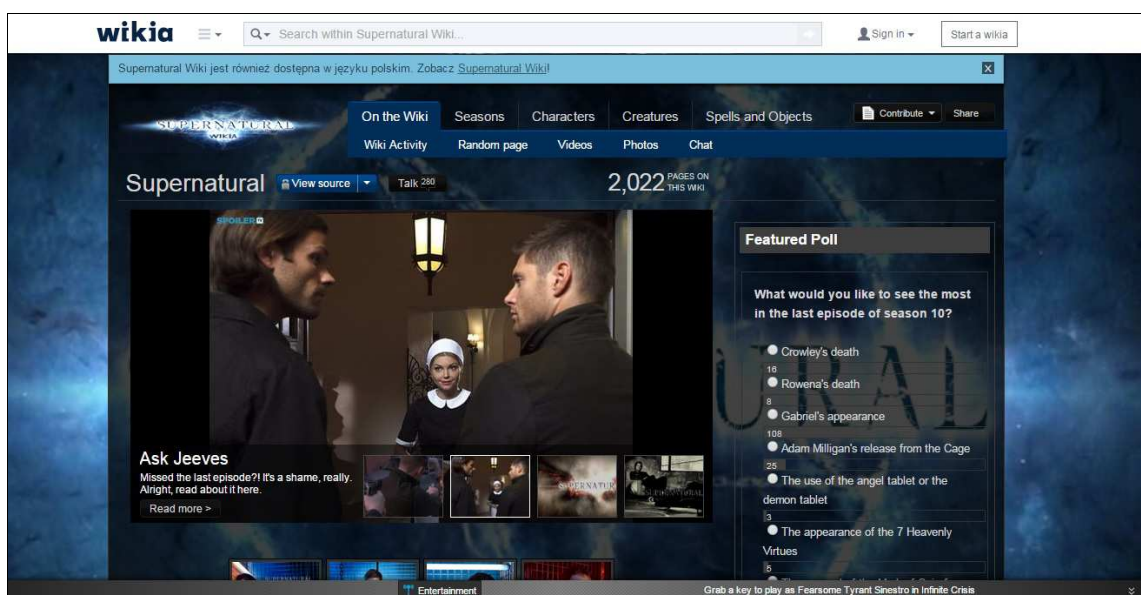 wikia
Search within Supernatural Wiki...
Sign in
Start a wikia
Supernatural Wiki jest również dostępna w języku polskim. Zobacz Supernatural Wiki!
SUPERNATURAL
WIKIA
On the Wiki
Seasons
Characters
Creatures
Spells and Objects
Contribute
Share
Wiki Activity
Random page
Videos
Photos
Chat
Supernatural
View source
Talk 280
2,022 PAGES ON
THIS WIKI
SPOILER TV
Ask Jeeves
Missed the last episode?! It's a shame, really.
Alright, read about it here.
Read more >
Featured Poll
What would you like to see the most
in the last episode of season 10?
Crowley's death
16
Rowena's death
8
Gabriel's appearance
108
Adam Milligan's release from the Cage
25
The use of the angel tablet or the
demon tablet
3
The appearance of the 7 Heavenly
Virtues
5
Entertainment
Grab a key to play as Fearsome Tyrant Sinestro in Infinite Crisis